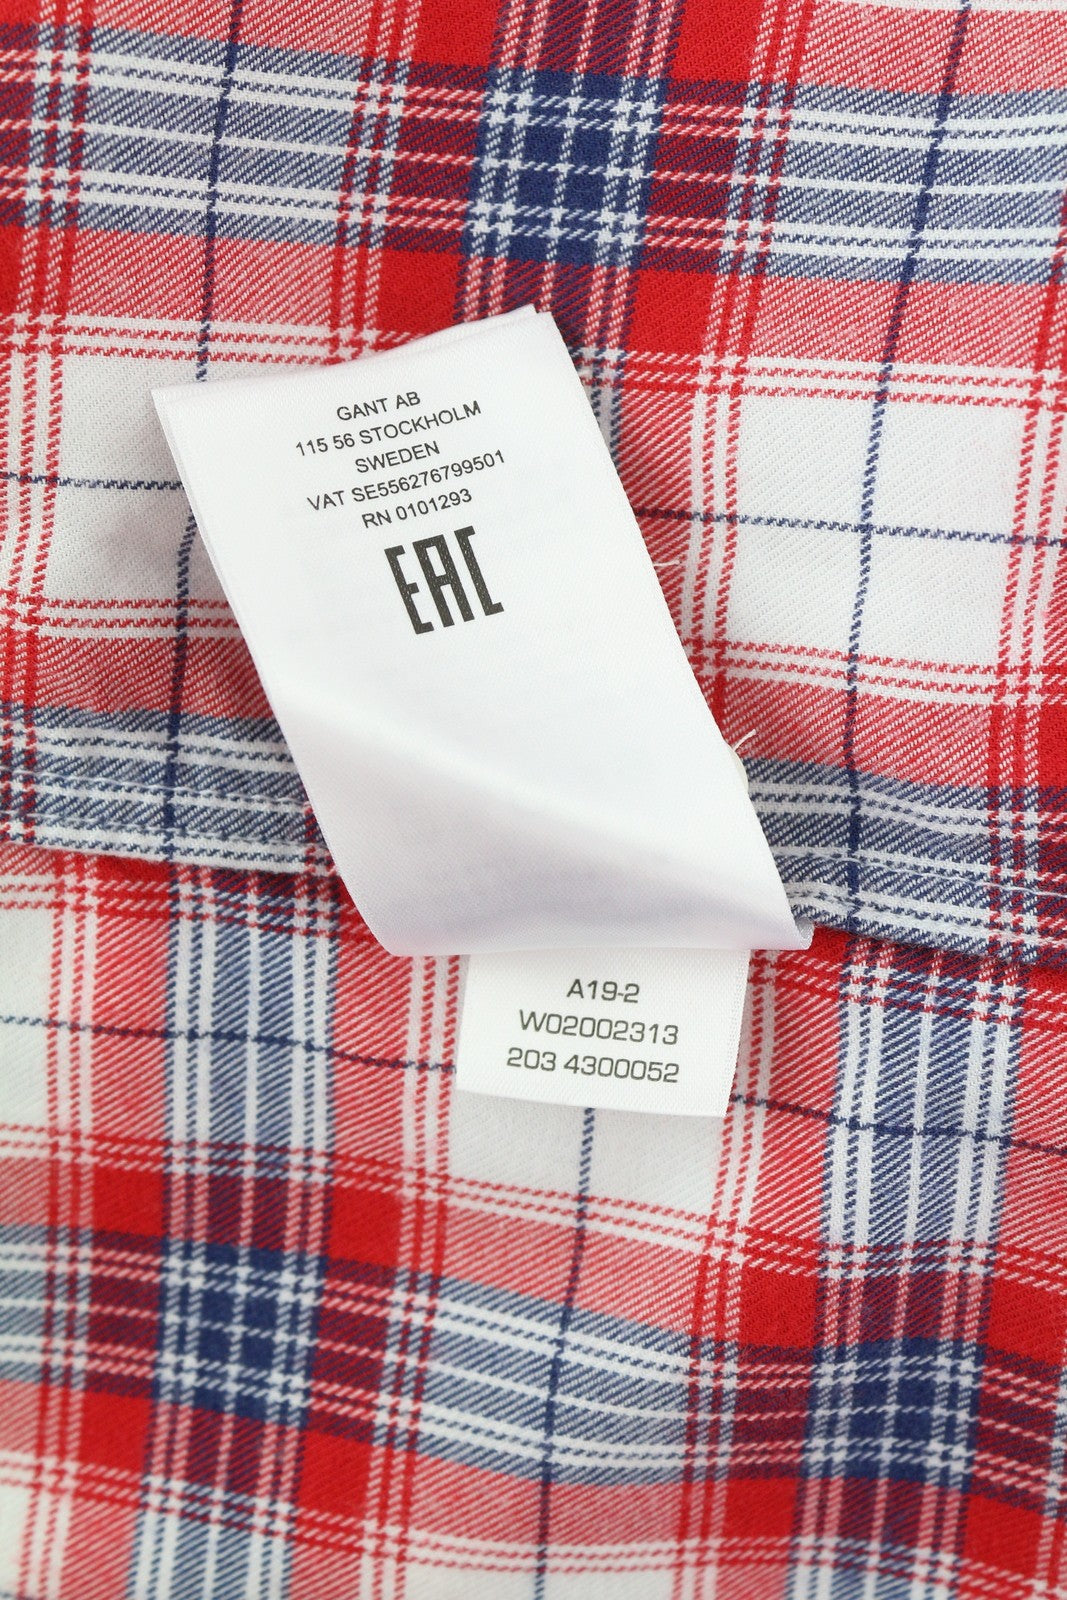 GANT AB
115 56 STOCKHOLM
SWEDEN
VAT SE556276799501
RN 0101293
EAC
A19-2
W02002313
203 4300052